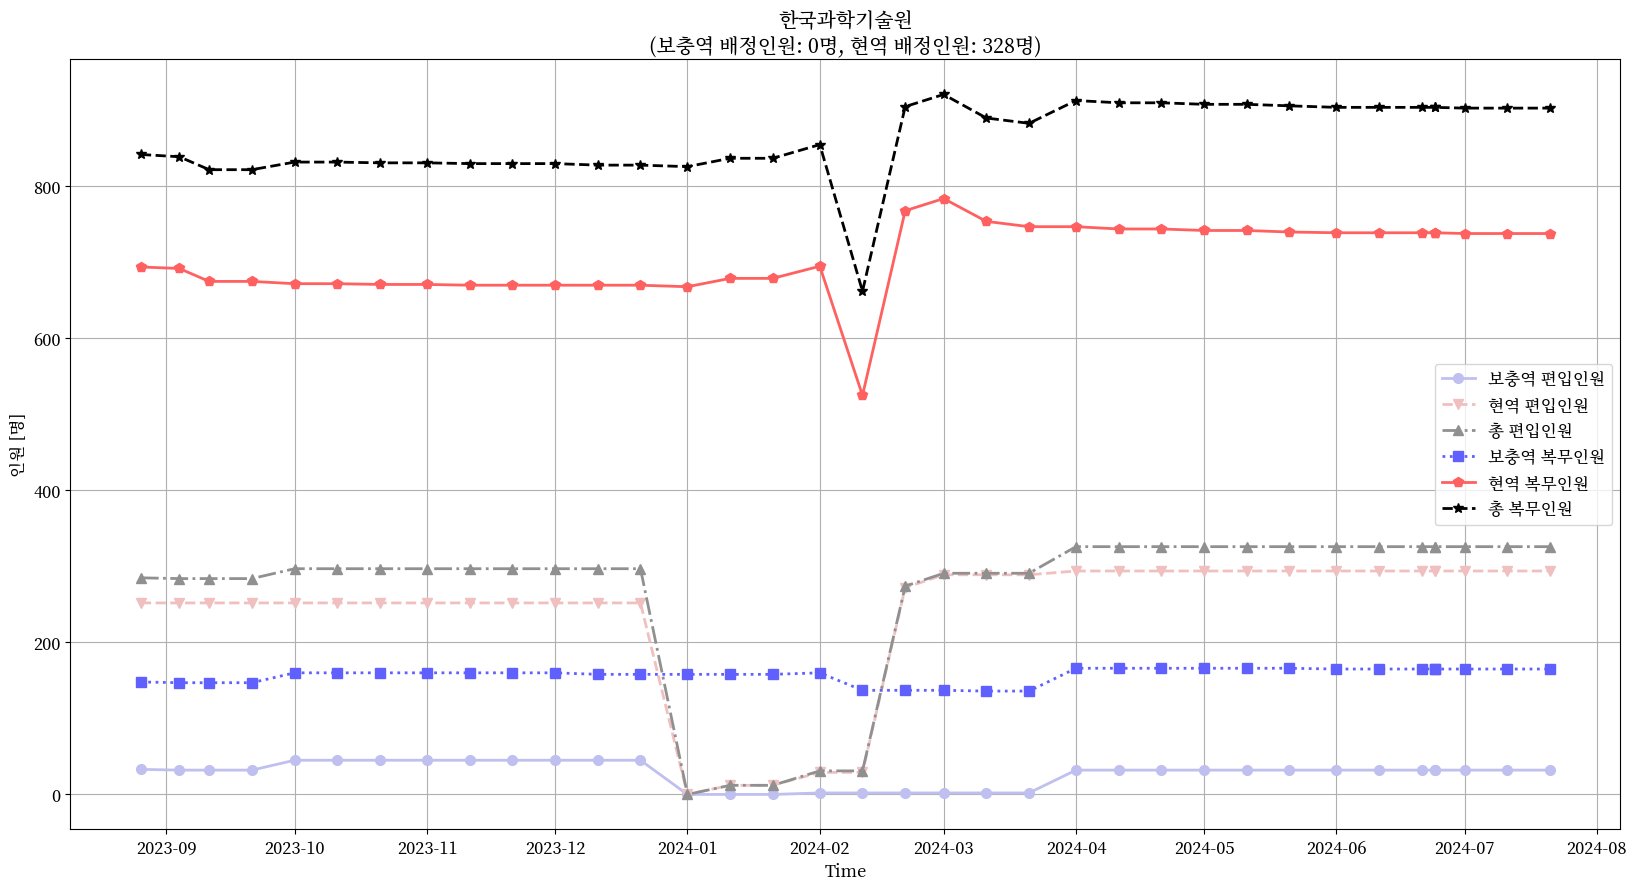 한국과학기술원
(보충역 배정인원: 0명, 현역 배정인원: 328명)
인원 [명]
800
600
400
200
0
보충역 편입인원
현역 편입인원
총 편입인원
보충역 복무인원
현역 복무인원
총 복무인원
2023-09 2023-10 2023-11 2023-12 2024-01 2024-02 2024-03 2024-04 2024-05 2024-06 2024-07 2024-08
Time